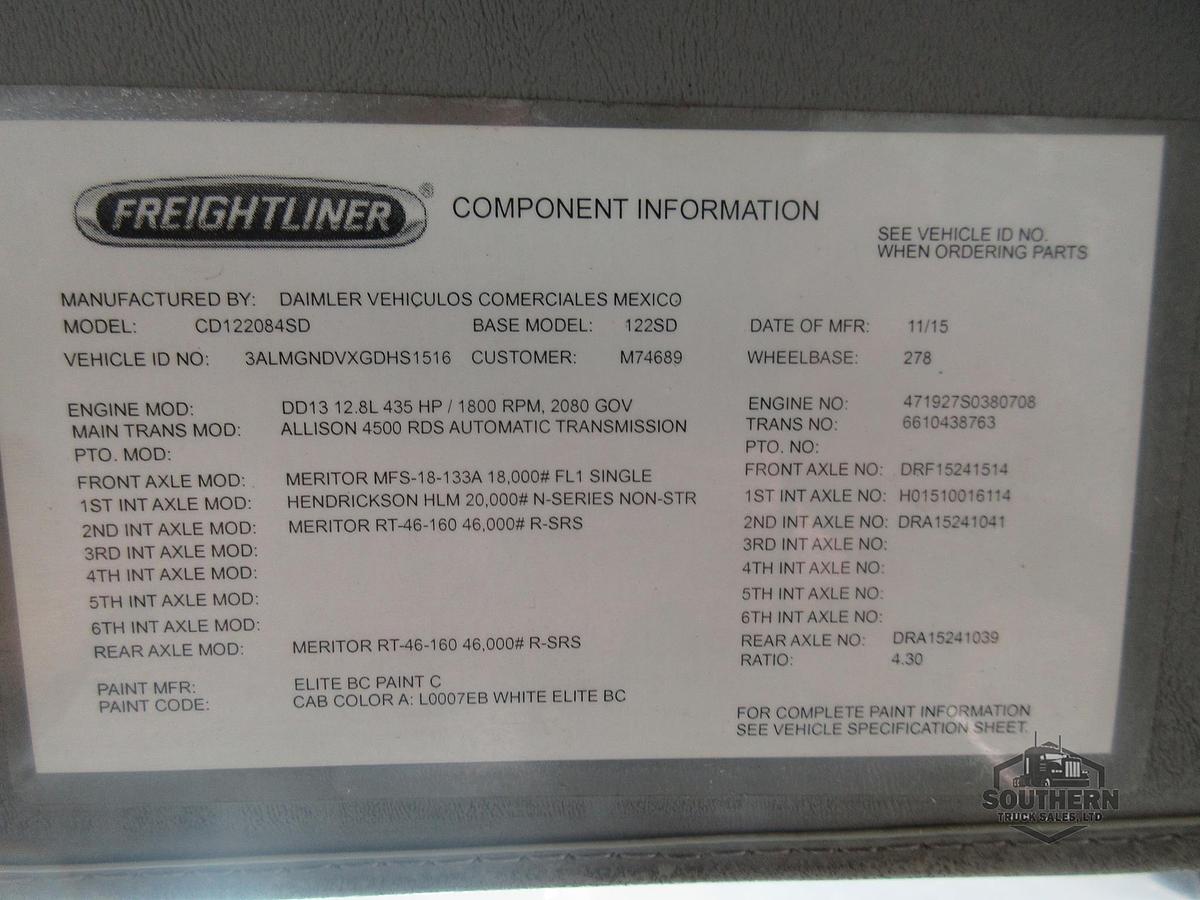 FREIGHTLINER®
COMPONENT INFORMATION
SEE VEHICLE ID NO.
WHEN ORDERING PARTS
MANUFACTURED BY: DAIMLER VEHICULOS COMERCIALES MEXICO
MODEL: CD122084SD BASE MODEL: 122SD DATE OF MFR: 11/15
VEHICLE ID NO: 3ALMGNDVXGDHS1516 CUSTOMER: M74689 WHEELBASE: 278
ENGINE MOD: DD13 12.8L 435 HP / 1800 RPM, 2080 GOV ENGINE NO: 471927S0380708
MAIN TRANS MOD: ALLISON 4500 RDS AUTOMATIC TRANSMISSION TRANS NO: 6610438763
PTO. MOD: PTO. NO:
FRONT AXLE MOD: MERITOR MFS-18-133A 18,000# FL1 SINGLE FRONT AXLE NO: DRF15241514
1ST INT AXLE MOD: HENDRICKSON HLM 20,000# N-SERIES NON-STR 1ST INT AXLE NO: H01510016114
2ND INT AXLE MOD: MERITOR RT-46-160 46,000# R-SRS 2ND INT AXLE NO: DRA15241041
3RD INT AXLE MOD: 3RD INT AXLE NO:
4TH INT AXLE MOD: 4TH INT AXLE NO:
5TH INT AXLE MOD: 5TH INT AXLE NO:
6TH INT AXLE MOD: 6TH INT AXLE NO:
REAR AXLE MOD: MERITOR RT-46-160 46,000# R-SRS REAR AXLE NO: DRA15241039
RATIO: 4.30
PAINT MFR: ELITE BC PAINT C
PAINT CODE: CAB COLOR A: L0007EB WHITE ELITE BC
FOR COMPLETE PAINT INFORMATION
SEE VEHICLE SPECIFICATION SHEET.
SOUTHERN
TRUCK SALES, LTD